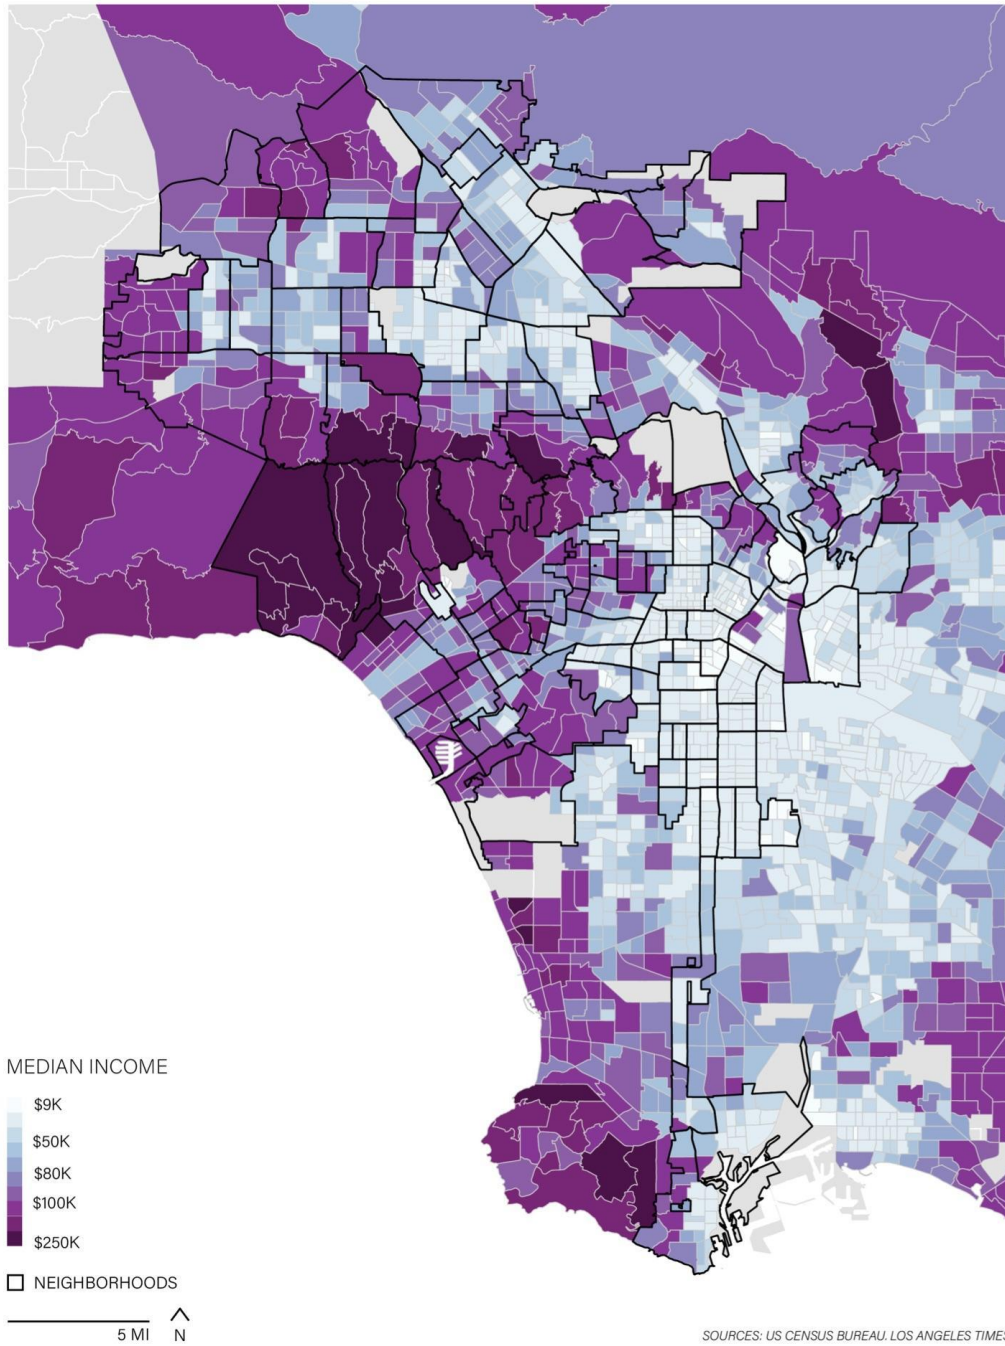 MEDIAN INCOME
$9K
$50K
$80K
$100K
$250K
NEIGHBORHOODS
5 MI
N
SOURCES: US CENSUS BUREAU. LOS ANGELES TIMES